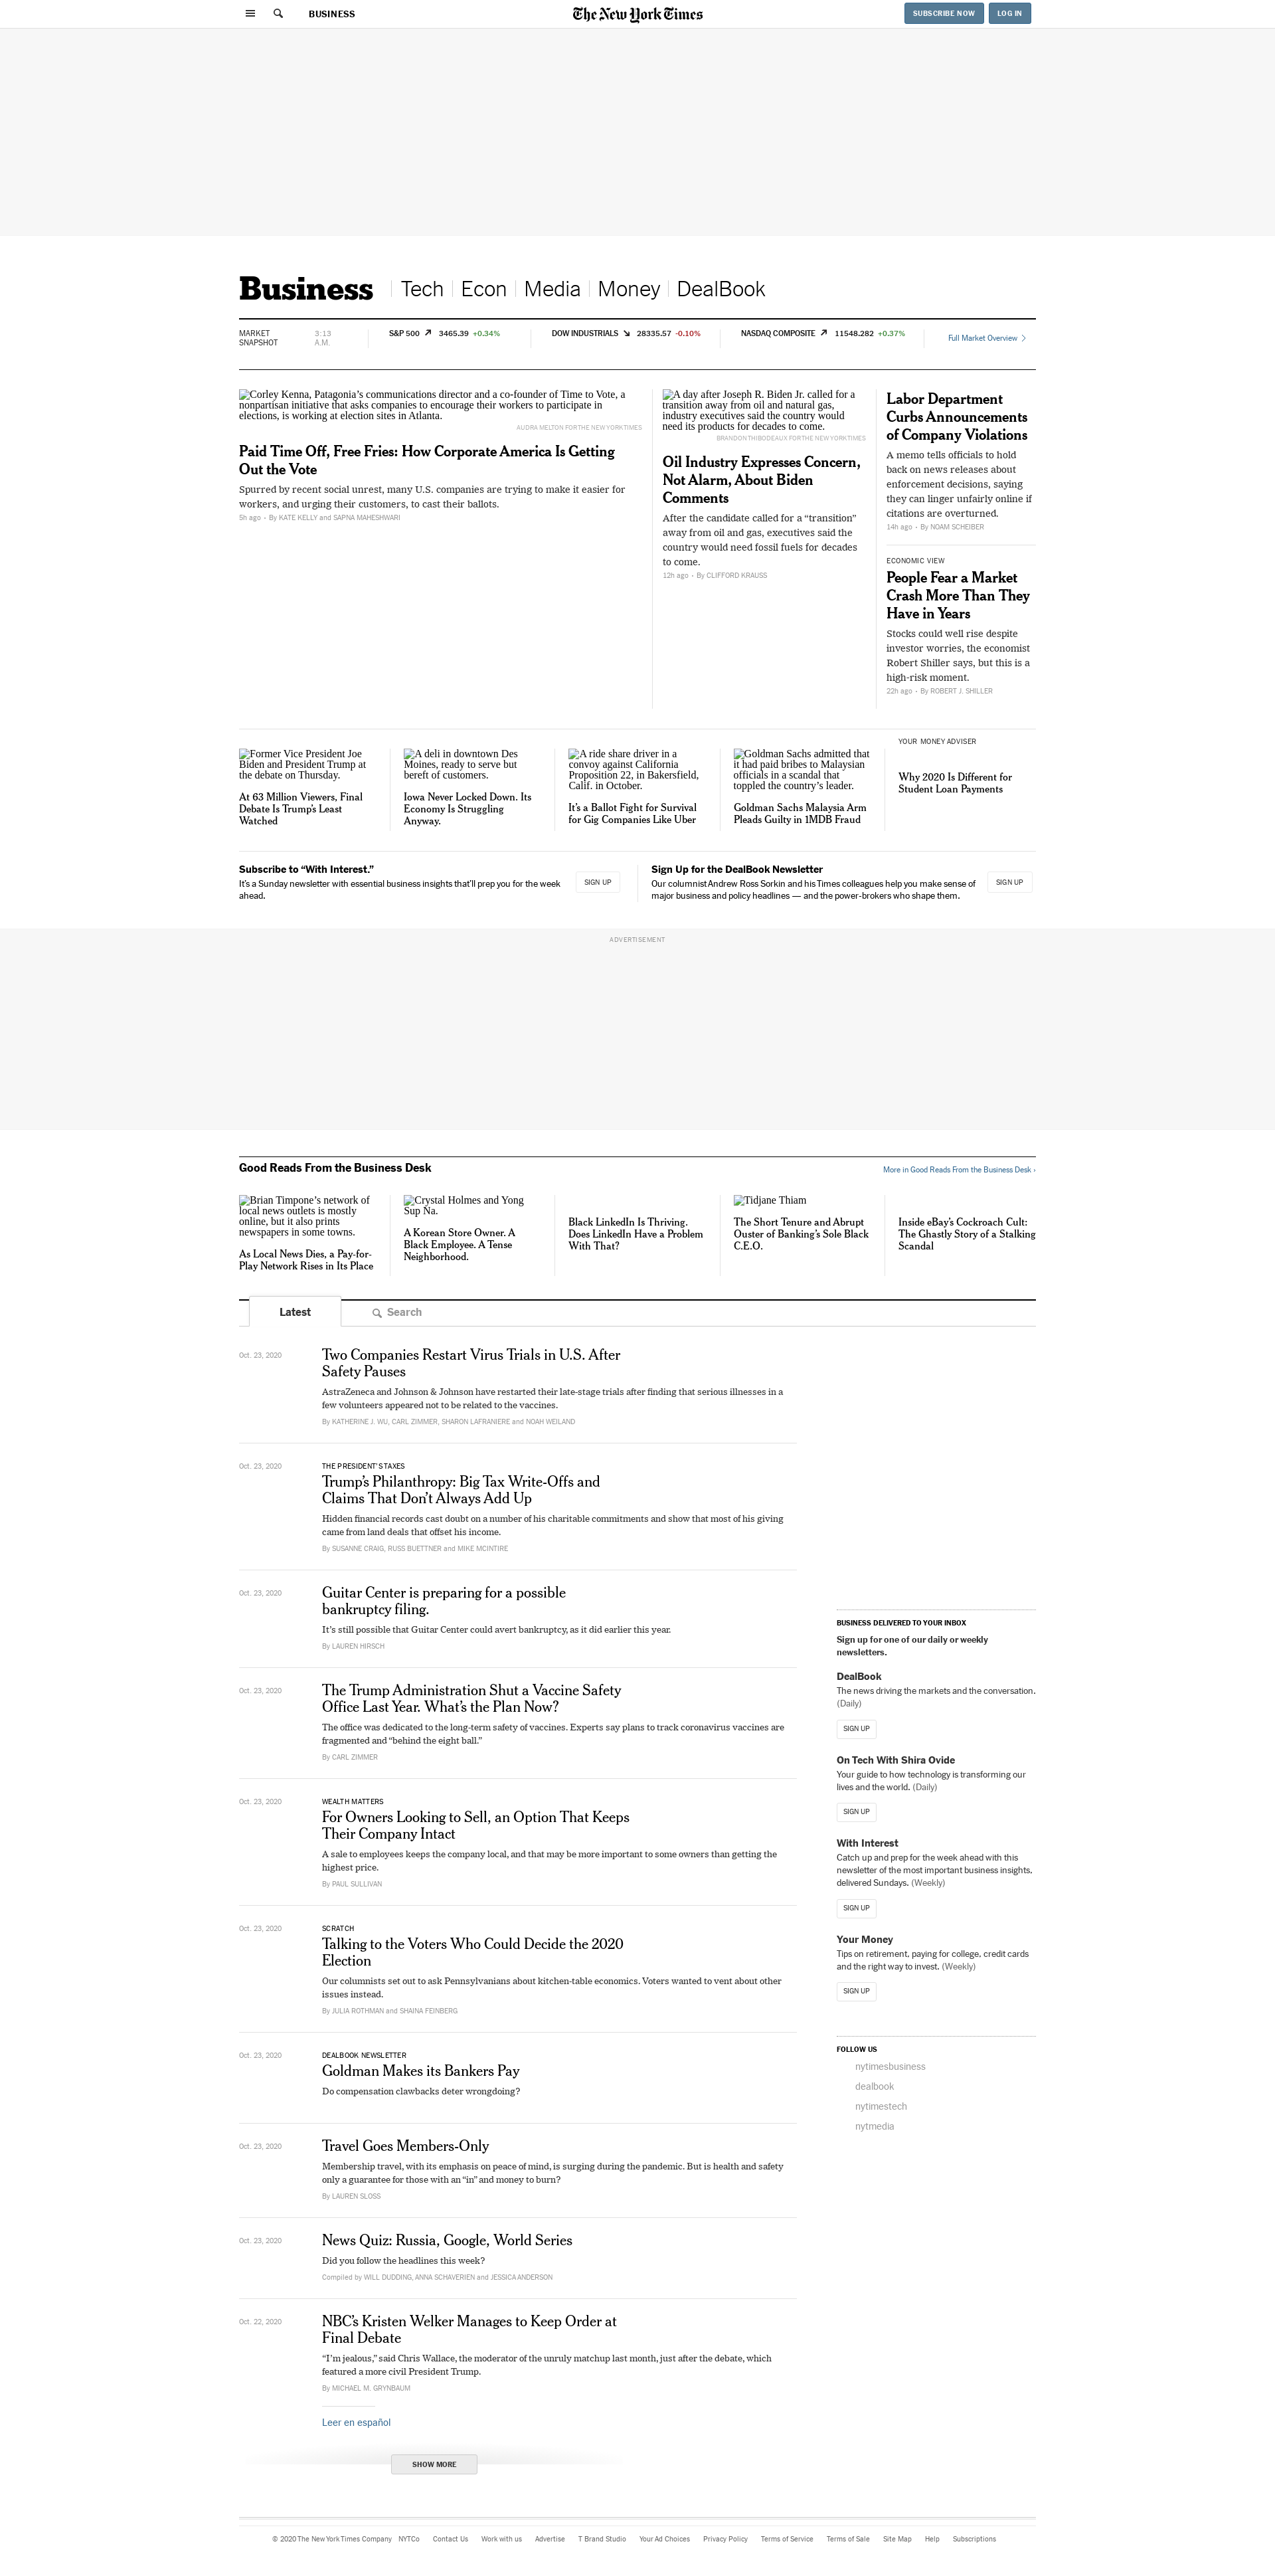 BUSINESS
The New York Times
SUBSCRIBE NOW
LOG IN
Business
Tech
Econ
Media
Money
DealBook
MARKET
SNAPSHOT
3:13
A.M.
S&P 500 3465.39 +0.34%
DOW INDUSTRIALS 28335.57 -0.10%
NASDAQ COMPOSITE 11548.282 +0.37%
Full Market Overview
Corley Kenna, Patagonia’s communications director and a co-founder of Time to Vote, a
nonpartisan initiative that asks companies to encourage their workers to participate in
elections, is working at election sites in Atlanta.
AUDRA MELTON FOR THE NEW YORK TIMES
Paid Time Off, Free Fries: How Corporate America Is Getting
Out the Vote
Spurred by recent social unrest, many U.S. companies are trying to make it easier for
workers, and urging their customers, to cast their ballots.
5h ago - By KATE KELLY and SAPNA MAHESHWARI
A day after Joseph R. Biden Jr. called for a
transition away from oil and natural gas,
industry executives said the country would
need its products for decades to come.
BRANDON THIBODEAUX FOR THE NEW YORK TIMES
Oil Industry Expresses Concern,
Not Alarm, About Biden
Comments
After the candidate called for a “transition”
away from oil and gas, executives said the
country would need fossil fuels for decades
to come.
12h ago - By CLIFFORD KRAUSS
Labor Department
Curbs Announcements
of Company Violations
A memo tells officials to hold
back on news releases about
enforcement decisions, saying
they can linger unfairly online if
citations are overturned.
14h ago - By NOAM SCHEIBER
ECONOMIC VIEW
People Fear a Market
Crash More Than They
Have in Years
Stocks could well rise despite
investor worries, the economist
Robert Shiller says, but this is a
high-risk moment.
22h ago - By ROBERT J. SHILLER
Former Vice President Joe
Biden and President Trump at
the debate on Thursday.
At 63 Million Viewers, Final
Debate Is Trump’s Least
Watched
A deli in downtown Des
Moines, ready to serve but
bereft of customers.
Iowa Never Locked Down. Its
Economy Is Struggling
Anyway.
A ride share driver in a
convoy against California
Proposition 22, in Bakersfield,
Calif. in October.
It’s a Ballot Fight for Survival
for Gig Companies Like Uber
Goldman Sachs admitted that
it had paid bribes to Malaysian
officials in a scandal that
toppled the country’s leader.
Goldman Sachs Malaysia Arm
Pleads Guilty in 1MDB Fraud
YOUR MONEY ADVISER
Why 2020 Is Different for
Student Loan Payments
Subscribe to “With Interest.”
It’s a Sunday newsletter with essential business insights that’ll prep you for the week
ahead.
SIGN UP
Sign Up for the DealBook Newsletter
Our columnist Andrew Ross Sorkin and his Times colleagues help you make sense of
major business and policy headlines — and the power-brokers who shape them.
SIGN UP
ADVERTISEMENT
Good Reads From the Business Desk
More in Good Reads From the Business Desk ›
Brian Timpone’s network of
local news outlets is mostly
online, but it also prints
newspapers in some towns.
As Local News Dies, a Pay-for-
Play Network Rises in Its Place
Crystal Holmes and Yong
Sup Na.
A Korean Store Owner. A
Black Employee. A Tense
Neighborhood.
Black LinkedIn Is Thriving.
Does LinkedIn Have a Problem
With That?
Tidjane Thiam
The Short Tenure and Abrupt
Ouster of Banking’s Sole Black
C.E.O.
Inside eBay’s Cockroach Cult:
The Ghastly Story of a Stalking
Scandal
Latest
Search
Oct. 23, 2020
Two Companies Restart Virus Trials in U.S. After
Safety Pauses
AstraZeneca and Johnson & Johnson have restarted their late-stage trials after finding that serious illnesses in a
few volunteers appeared not to be related to the vaccines.
By KATHERINE J. WU, CARL ZIMMER, SHARON LAFRANIERE and NOAH WEILAND
Oct. 23, 2020
THE PRESIDENT’S TAXES
Trump’s Philanthropy: Big Tax Write-Offs and
Claims That Don’t Always Add Up
Hidden financial records cast doubt on a number of his charitable commitments and show that most of his giving
came from land deals that offset his income.
By SUSANNE CRAIG, RUSS BUETTNER and MIKE MCINTIRE
Oct. 23, 2020
Guitar Center is preparing for a possible
bankruptcy filing.
It’s still possible that Guitar Center could avert bankruptcy, as it did earlier this year.
By LAUREN HIRSCH
Oct. 23, 2020
The Trump Administration Shut a Vaccine Safety
Office Last Year. What’s the Plan Now?
The office was dedicated to the long-term safety of vaccines. Experts say plans to track coronavirus vaccines are
fragmented and “behind the eight ball.”
By CARL ZIMMER
Oct. 23, 2020
WEALTH MATTERS
For Owners Looking to Sell, an Option That Keeps
Their Company Intact
A sale to employees keeps the company local, and that may be more important to some owners than getting the
highest price.
By PAUL SULLIVAN
Oct. 23, 2020
SCRATCH
Talking to the Voters Who Could Decide the 2020
Election
Our columnists set out to ask Pennsylvanians about kitchen-table economics. Voters wanted to vent about other
issues instead.
By JULIA ROTHMAN and SHAINA FEINBERG
Oct. 23, 2020
DEALBOOK NEWSLETTER
Goldman Makes its Bankers Pay
Do compensation clawbacks deter wrongdoing?
Oct. 23, 2020
Travel Goes Members-Only
Membership travel, with its emphasis on peace of mind, is surging during the pandemic. But is health and safety
only a guarantee for those with an “in” and money to burn?
By LAUREN SLOSS
Oct. 23, 2020
News Quiz: Russia, Google, World Series
Did you follow the headlines this week?
Compiled by WILL DUDDING, ANNA SCHAVERIEN and JESSICA ANDERSON
Oct. 22, 2020
NBC’s Kristen Welker Manages to Keep Order at
Final Debate
“I’m jealous,” said Chris Wallace, the moderator of the unruly matchup last month, just after the debate, which
featured a more civil President Trump.
By MICHAEL M. GRYNBAUM
Leer en español
SHOW MORE
BUSINESS DELIVERED TO YOUR INBOX
Sign up for one of our daily or weekly
newsletters.
DealBook
The news driving the markets and the conversation.
(Daily)
SIGN UP
On Tech With Shira Ovide
Your guide to how technology is transforming our
lives and the world. (Daily)
SIGN UP
With Interest
Catch up and prep for the week ahead with this
newsletter of the most important business insights,
delivered Sundays. (Weekly)
SIGN UP
Your Money
Tips on retirement, paying for college, credit cards
and the right way to invest. (Weekly)
SIGN UP
FOLLOW US
nytimesbusiness
dealbook
nytimestech
nytmedia
© 2020 The New York Times Company NYTCo Contact Us Work with us Advertise T Brand Studio Your Ad Choices Privacy Policy Terms of Service Terms of Sale Site Map Help Subscriptions